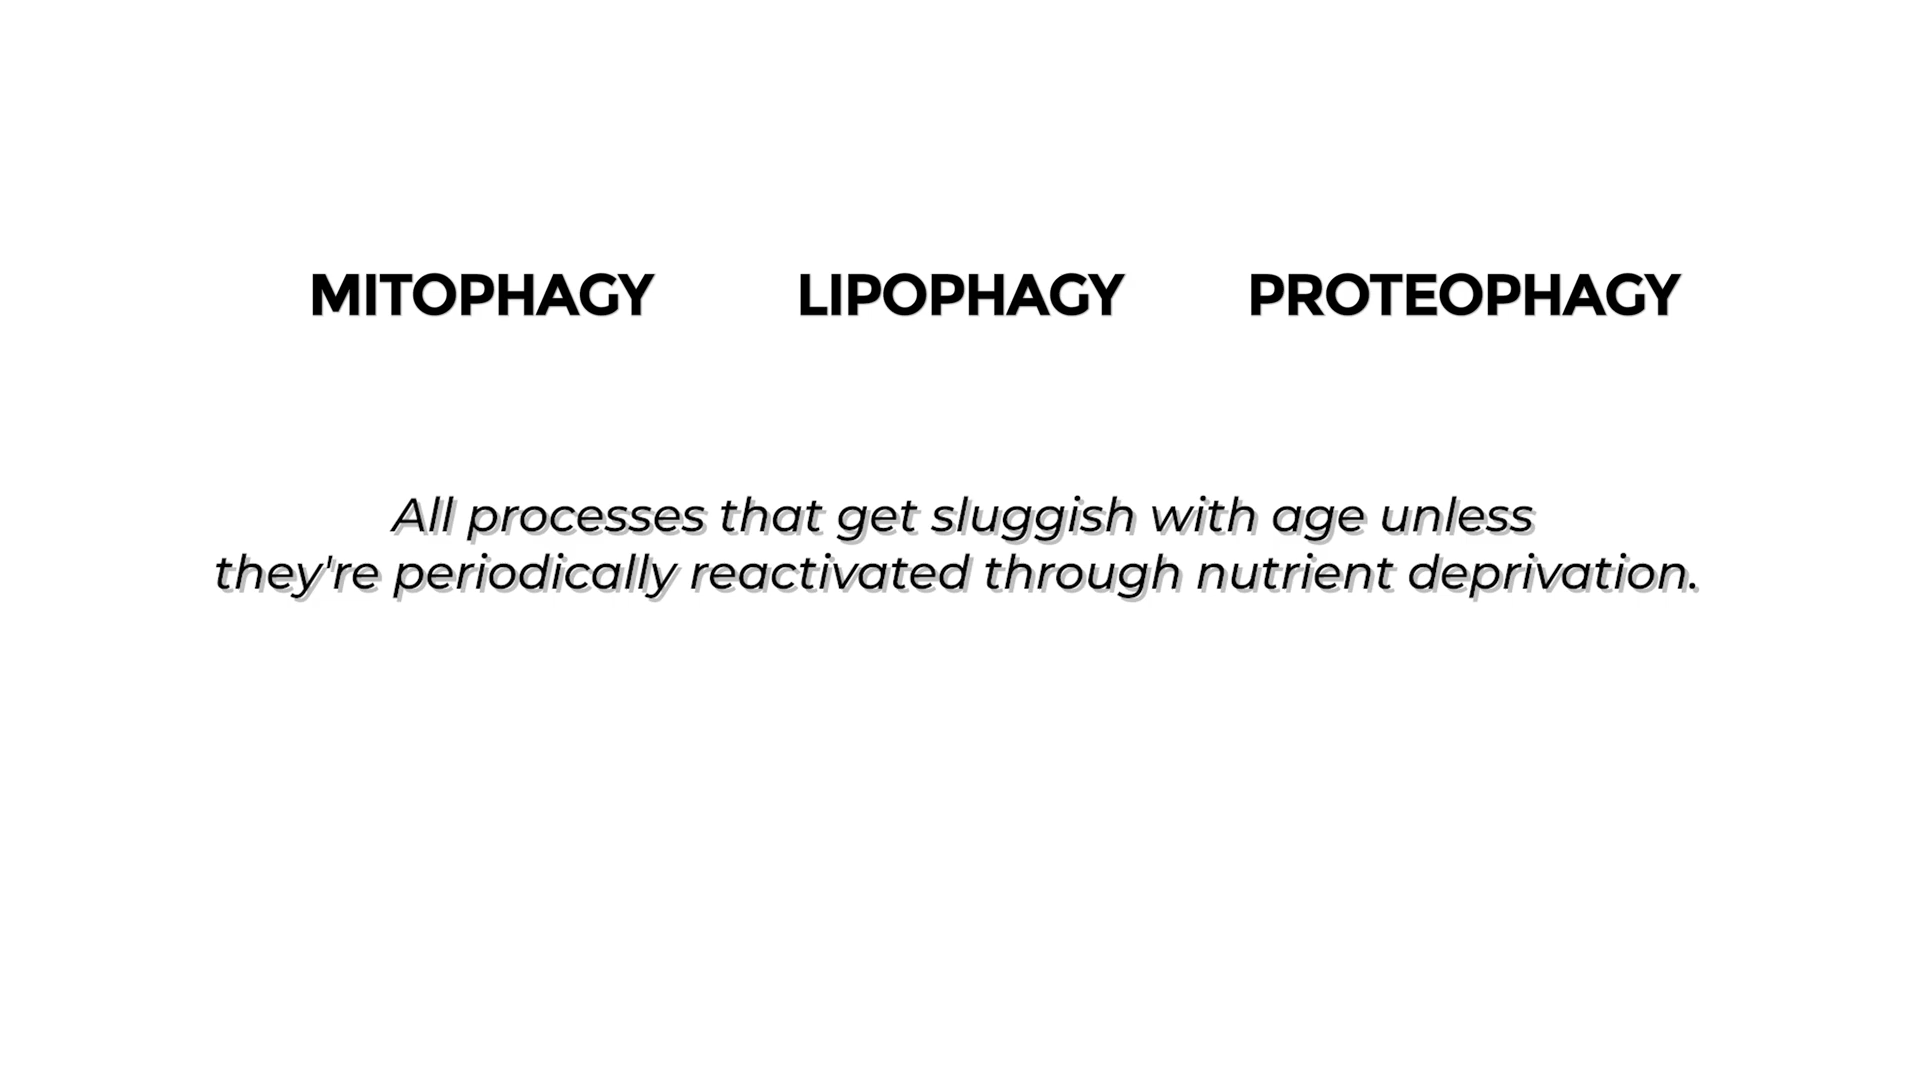 MITOPHAGY LIPOPHAGY PROTEOPHAGY
All processes that get sluggish with age unless
they're periodically reactivated through nutrient deprivation.